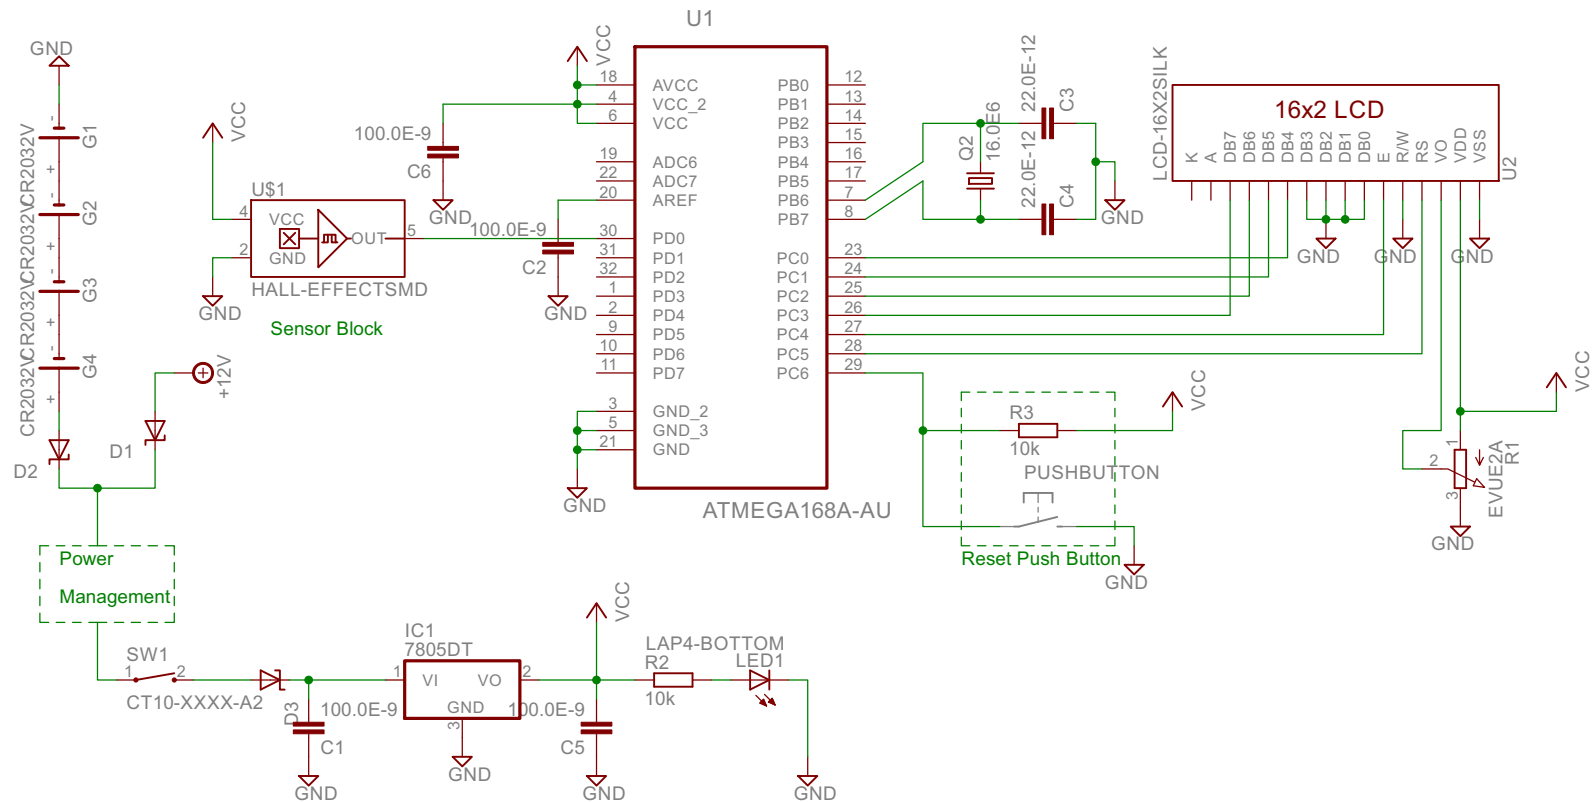 GND
CR2032V
G1
-
+
CR2032V
G2
-
+
CR2032V
G3
-
+
CR2032V
G4
-
+
D2
D1
+12V
Power
Management
VCC
U$1
4
2
VCC
GND
OUT
5
HALL-EFFECTSMD
GND
Sensor Block
100.0E-9
C6
GND
100.0E-9
C2
GND
VCC
U1
18 AVCC
4 VCC_2
6 VCC
19 ADC6
22 ADC7
20 AREF
30 PD0
31 PD1
32 PD2
1 PD3
2 PD4
9 PD5
10 PD6
11 PD7
3 GND_2
5 GND_3
21 GND
GND
PB0 12
PB1 13
PB2 14
PB3 15
PB4 16
PB5 17
PB6 7
PB7 8
PC0 23
PC1 24
PC2 25
PC3 26
PC4 27
PC5 28
PC6 29
ATMEGA168A-AU
Q2
16.0E6
22.0E-12
C3
22.0E-12
C4
GND
LCD-16X2SILK
16x2 LCD
K
A
DB7
DB6
DB5
DB4
DB3
DB2
DB1
DB0
E
R/W
RS
VO
VDD
VSS
U2
GND
GND
GND
R3
10k
VCC
PUSHBUTTON
Reset Push Button
GND
VCC
1
2
3
EVUE2A
R1
GND
SW1
1
2
CT10-XXXX-A2
D3
100.0E-9
C1
GND
IC1
7805DT
1
VI
VO
2
GND
3
GND
VCC
100.0E-9
C5
GND
LAP4-BOTTOM
R2
10k
LED1
GND